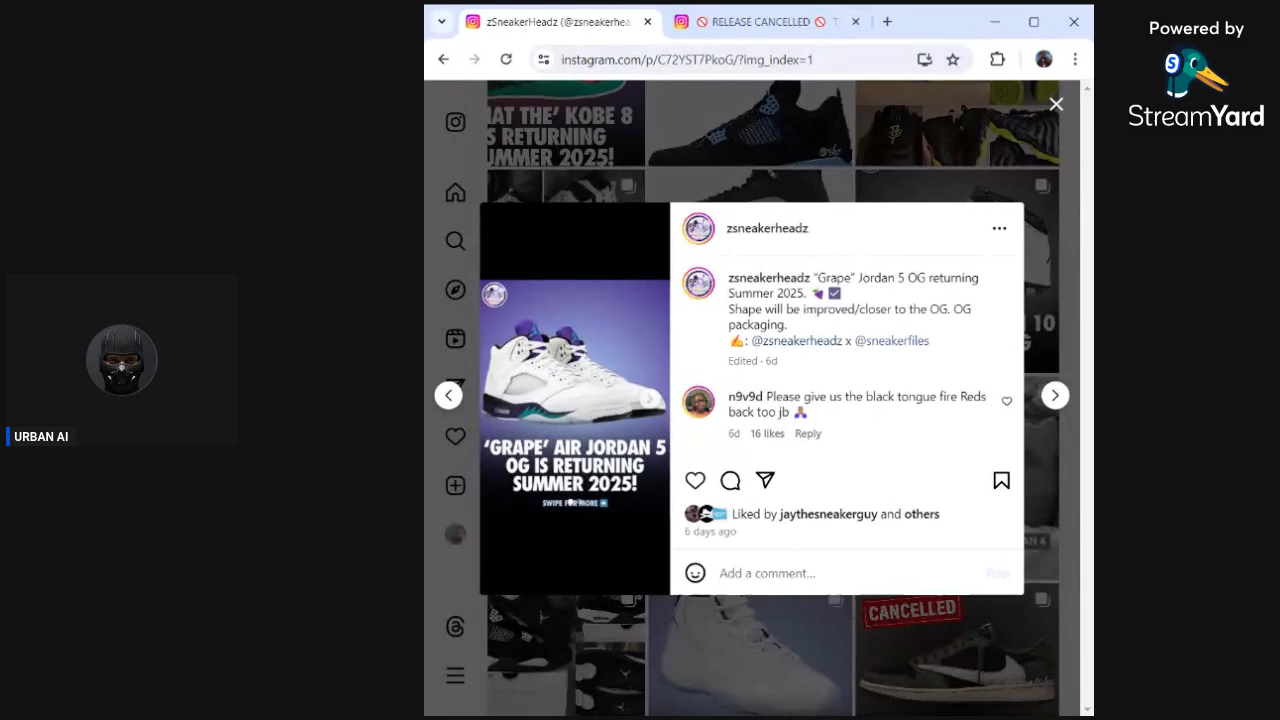 zSneakerHeadz (@zsneakerhea
RELEASE CANCELLED
instagram.com/p/C72YST7PkoG/?img_index=1
Powered by
StreamYard
URBAN AI
KOBE 8
S RETURNING
SUMMER 2025!
zsneakerheadz
zsneakerheadz "Grape" Jordan 5 OG returning
Summer 2025.
Shape will be improved/closer to the OG. OG
packaging.
: @zsneakerheadz x @sneakerfiles
Edited · 6d
n9v9d Please give us the black tongue fire Reds
back too jb
6d 16 likes Reply
'GRAPE' AIR JORDAN 5
OG IS RETURNING
SUMMER 2025!
SWIPE FOR MORE
Liked by jaythesneakerguy and others
6 days ago
Add a comment...
Post
CANCELLED